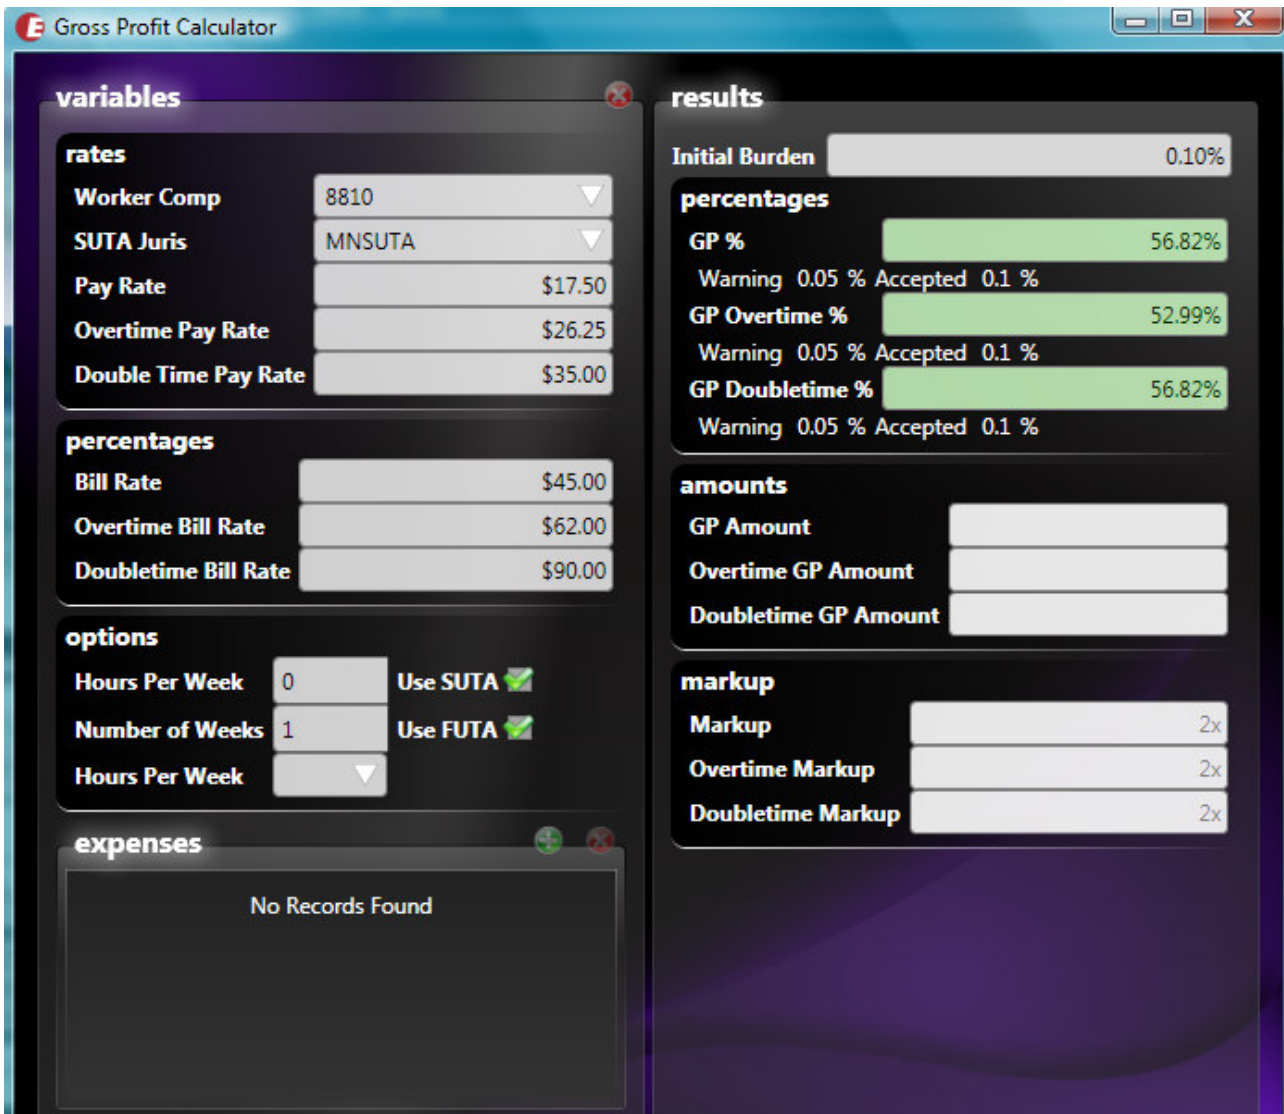 Gross Profit Calculator
variables
rates
Worker Comp 8810
SUTA Juris MNSUTA
Pay Rate $17.50
Overtime Pay Rate $26.25
Double Time Pay Rate $35.00
percentages
Bill Rate $45.00
Overtime Bill Rate $62.00
Doubletime Bill Rate $90.00
options
Hours Per Week 0 Use SUTA
Number of Weeks 1 Use FUTA
Hours Per Week
expenses
No Records Found
results
Initial Burden 0.10%
percentages
GP % 56.82%
Warning 0.05 % Accepted 0.1 %
GP Overtime % 52.99%
Warning 0.05 % Accepted 0.1 %
GP Doubletime % 56.82%
Warning 0.05 % Accepted 0.1 %
amounts
GP Amount
Overtime GP Amount
Doubletime GP Amount
markup
Markup 2x
Overtime Markup 2x
Doubletime Markup 2x